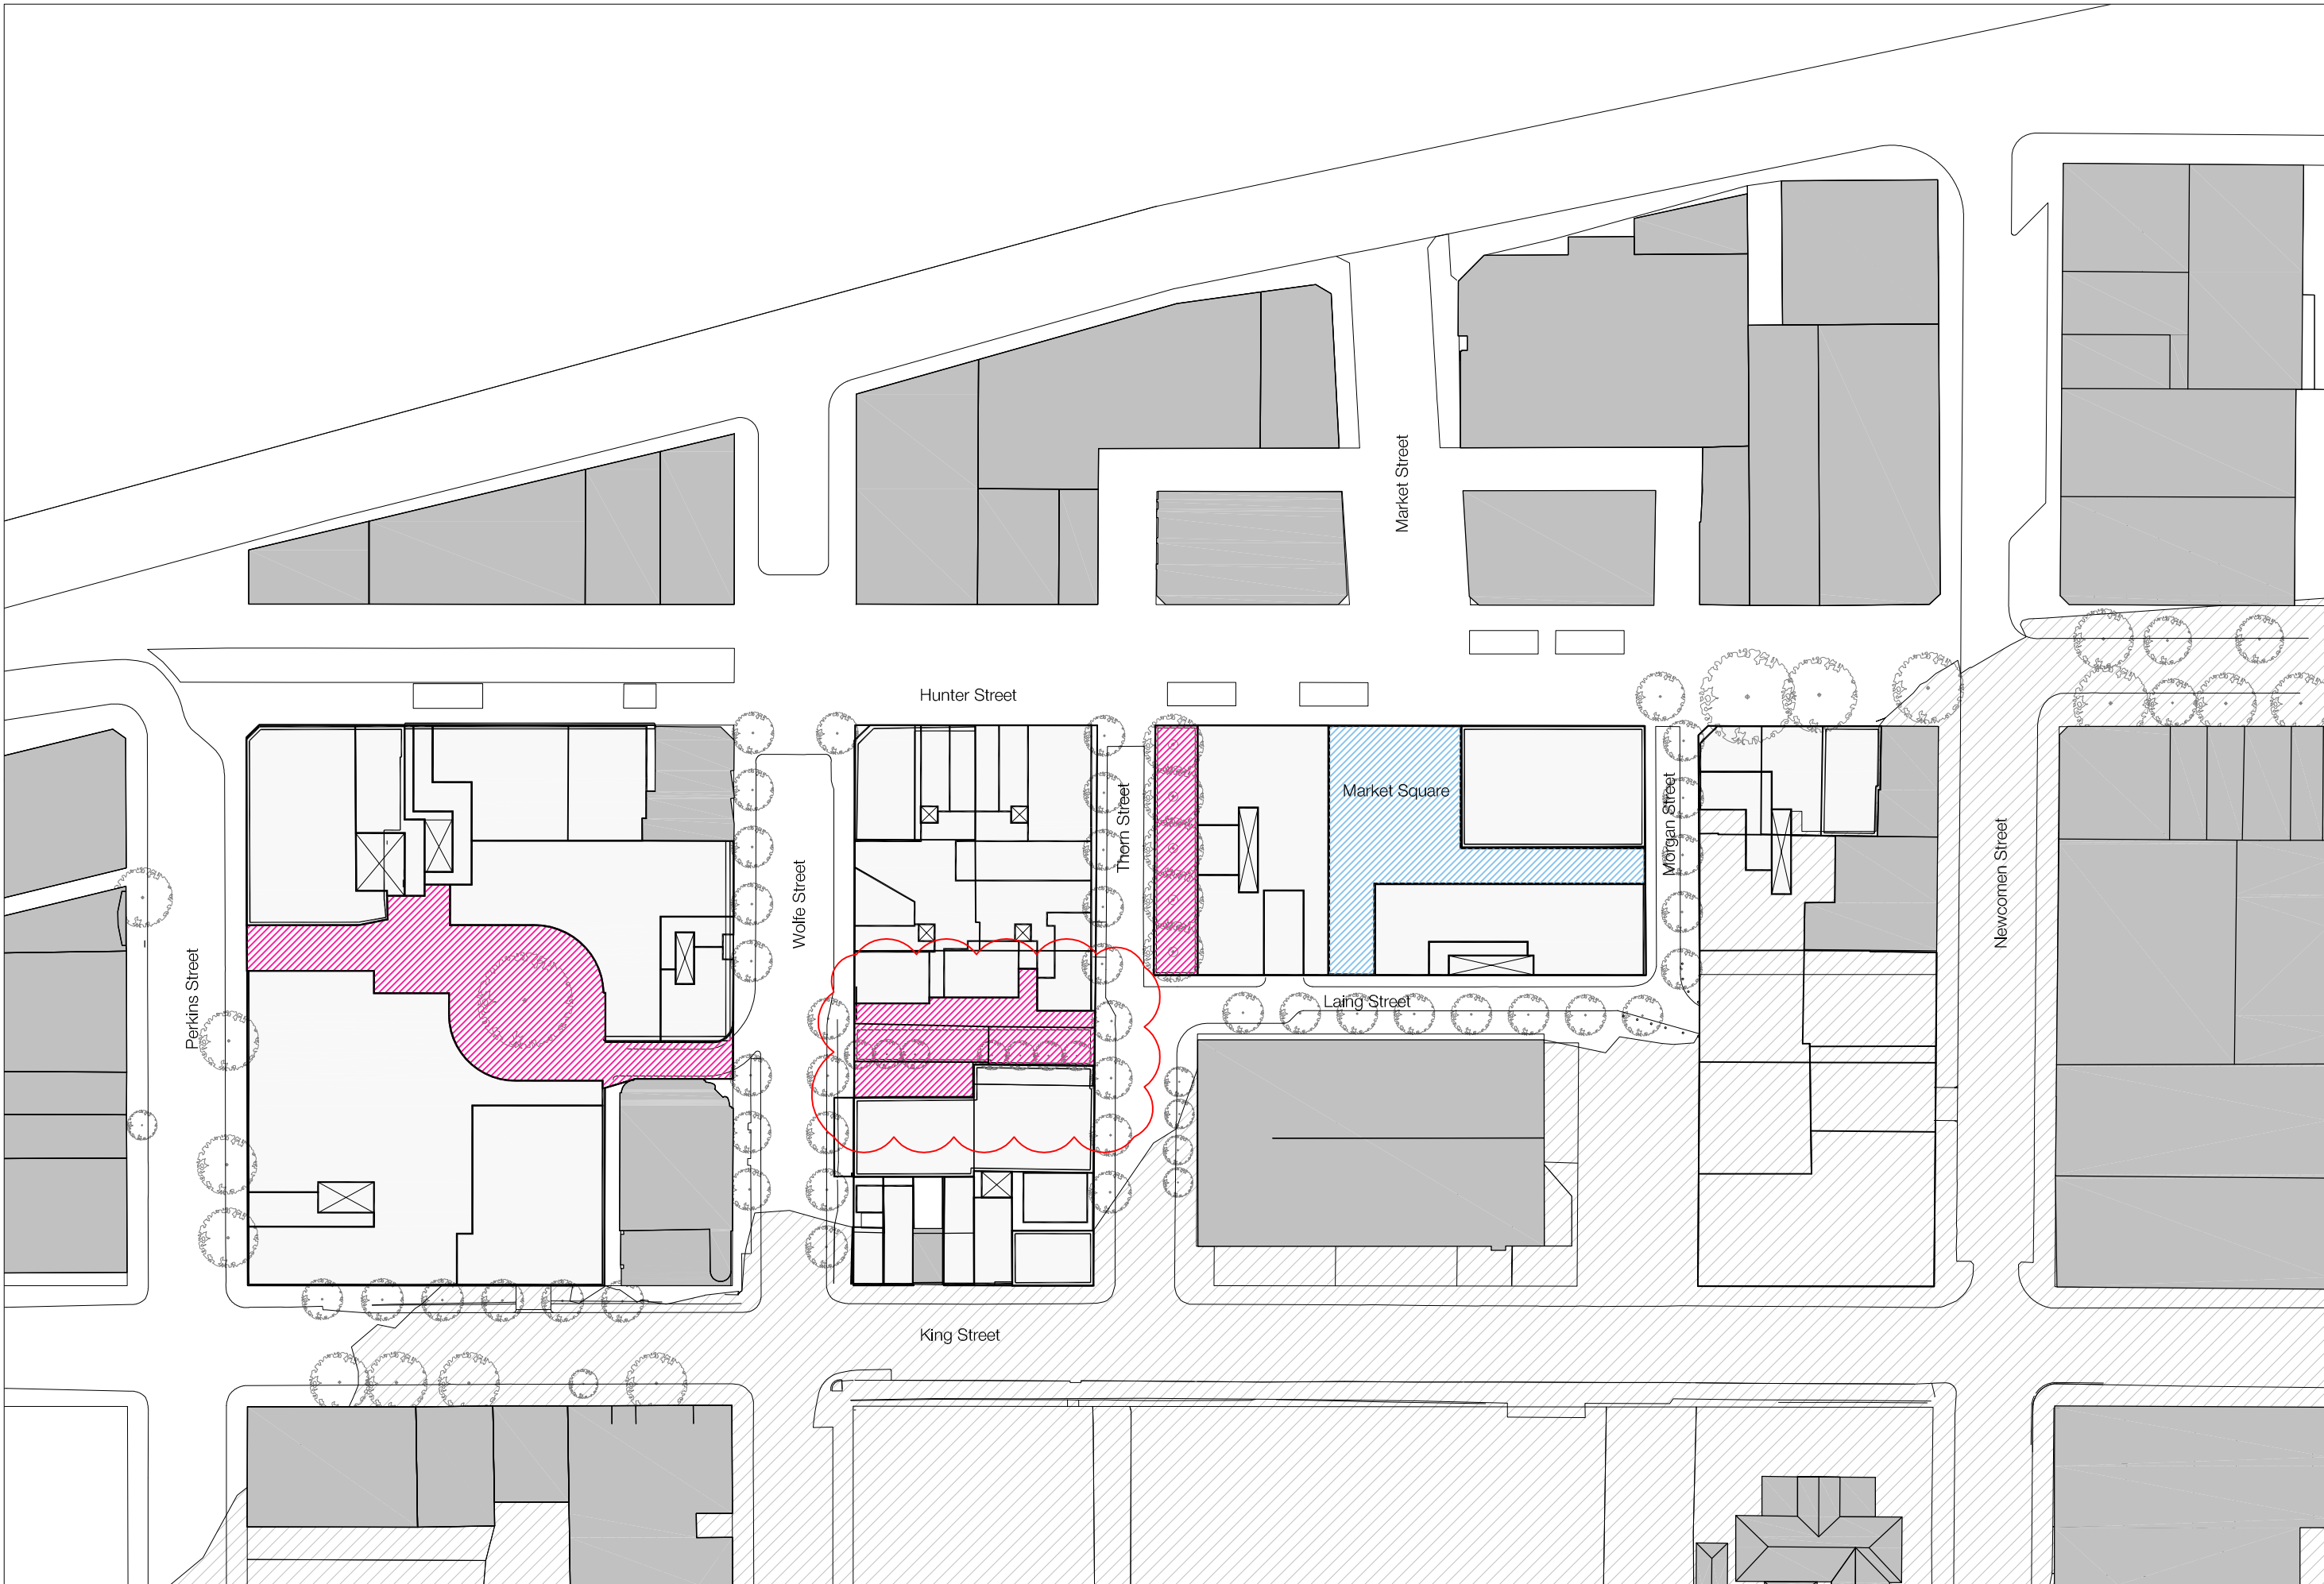 Market Street
Hunter Street
Market Square
Thorn Street
Morgan Street
Newcomen Street
Wolfe Street
Perkins Street
Laing Street
King Street